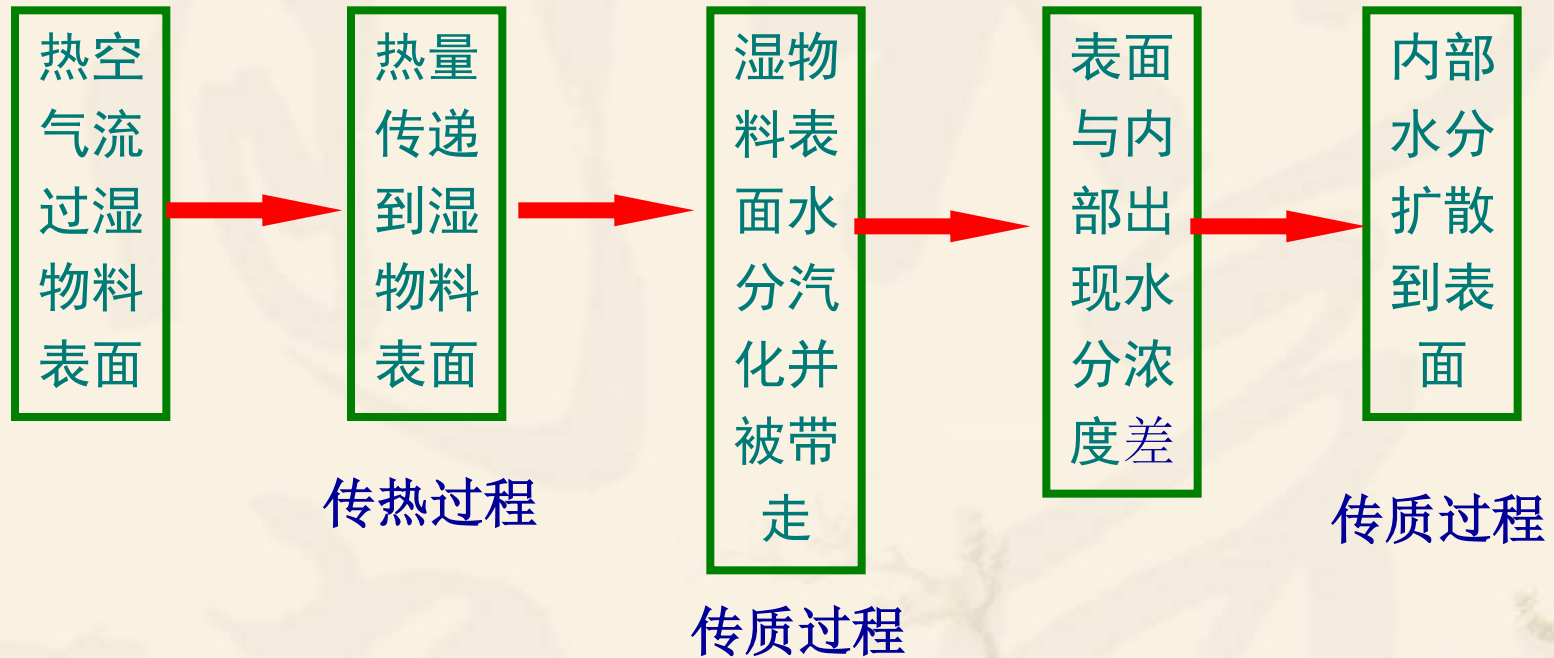 热空
气流
过湿
物料
表面
热量
传递
到湿
物料
表面
传热过程
湿物
料表
面水
分汽
化并
被带
走
传质过程
表面
与内
部出
现水
分浓
度差
内部
水分
扩散
到表
面
传质过程